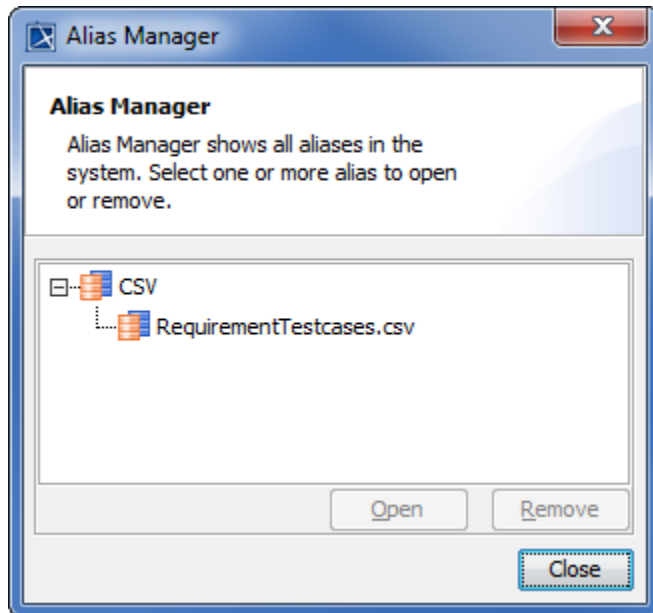 Alias Manager
Alias Manager
Alias Manager shows all aliases in the
system. Select one or more alias to open
or remove.
CSV
RequirementTestcases.csv
Open
Remove
Close